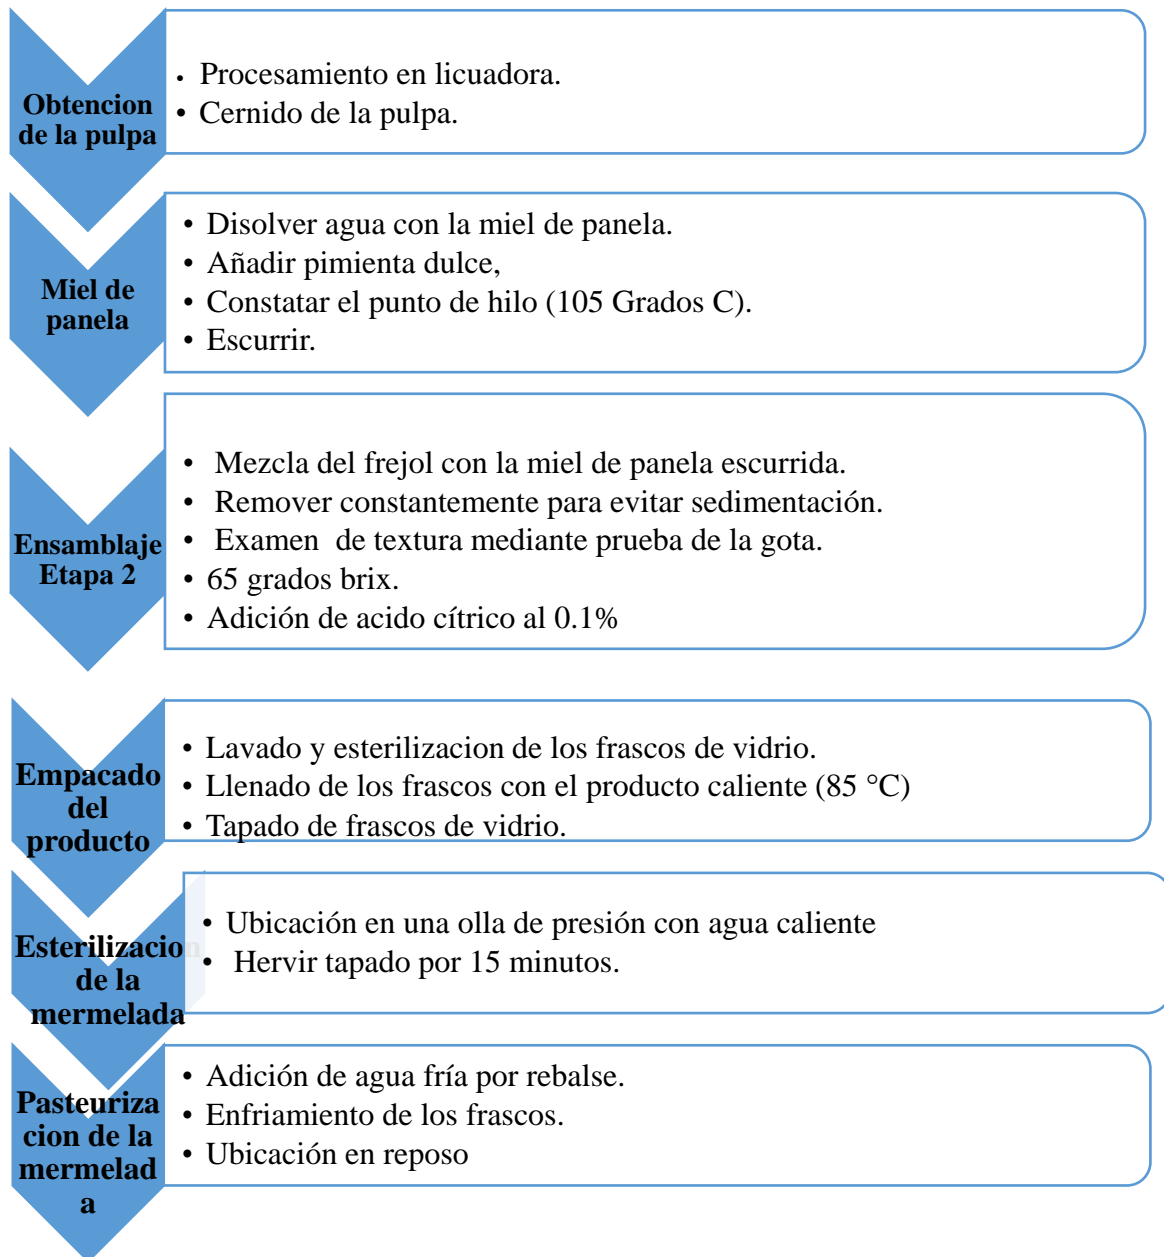 Obtencion
de la pulpa
• Procesamiento en licuadora.
• Cernido de la pulpa.
Miel de
panela
• Disolver agua con la miel de panela.
• Añadir pimienta dulce,
• Constatar el punto de hilo (105 Grados C).
• Escurrir.
Ensamblaje
Etapa 2
• Mezcla del frejol con la miel de panela escurrida.
• Remover constantemente para evitar sedimentación.
• Examen de textura mediante prueba de la gota.
• 65 grados brix.
• Adición de acido cítrico al 0.1%
Empacado
del
producto
• Lavado y esterilizacion de los frascos de vidrio.
• Llenado de los frascos con el producto caliente (85 °C)
• Tapado de frascos de vidrio.
Esterilizacion
de la
mermelada
• Ubicación en una olla de presión con agua caliente
• Hervir tapado por 15 minutos.
Pasteuriza
cion de la
mermelad
a
• Adición de agua fría por rebalse.
• Enfriamiento de los frascos.
• Ubicación en reposo